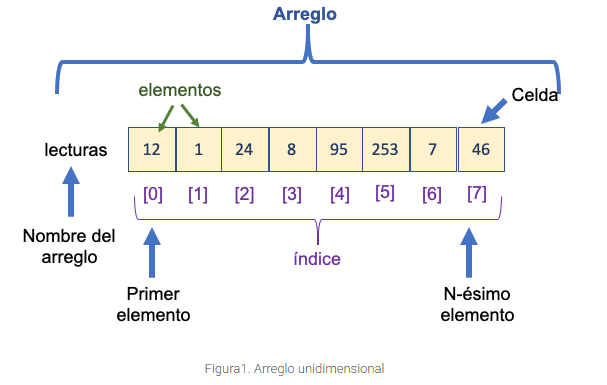 Arreglo
elementos
Celda
lecturas 12 1 24 8 95 253 7 46
[0] [1] [2] [3] [4] [5] [6] [7]
Nombre del
arreglo
índice
Primer
elemento
N-ésimo
elemento
Figura1. Arreglo unidimensional